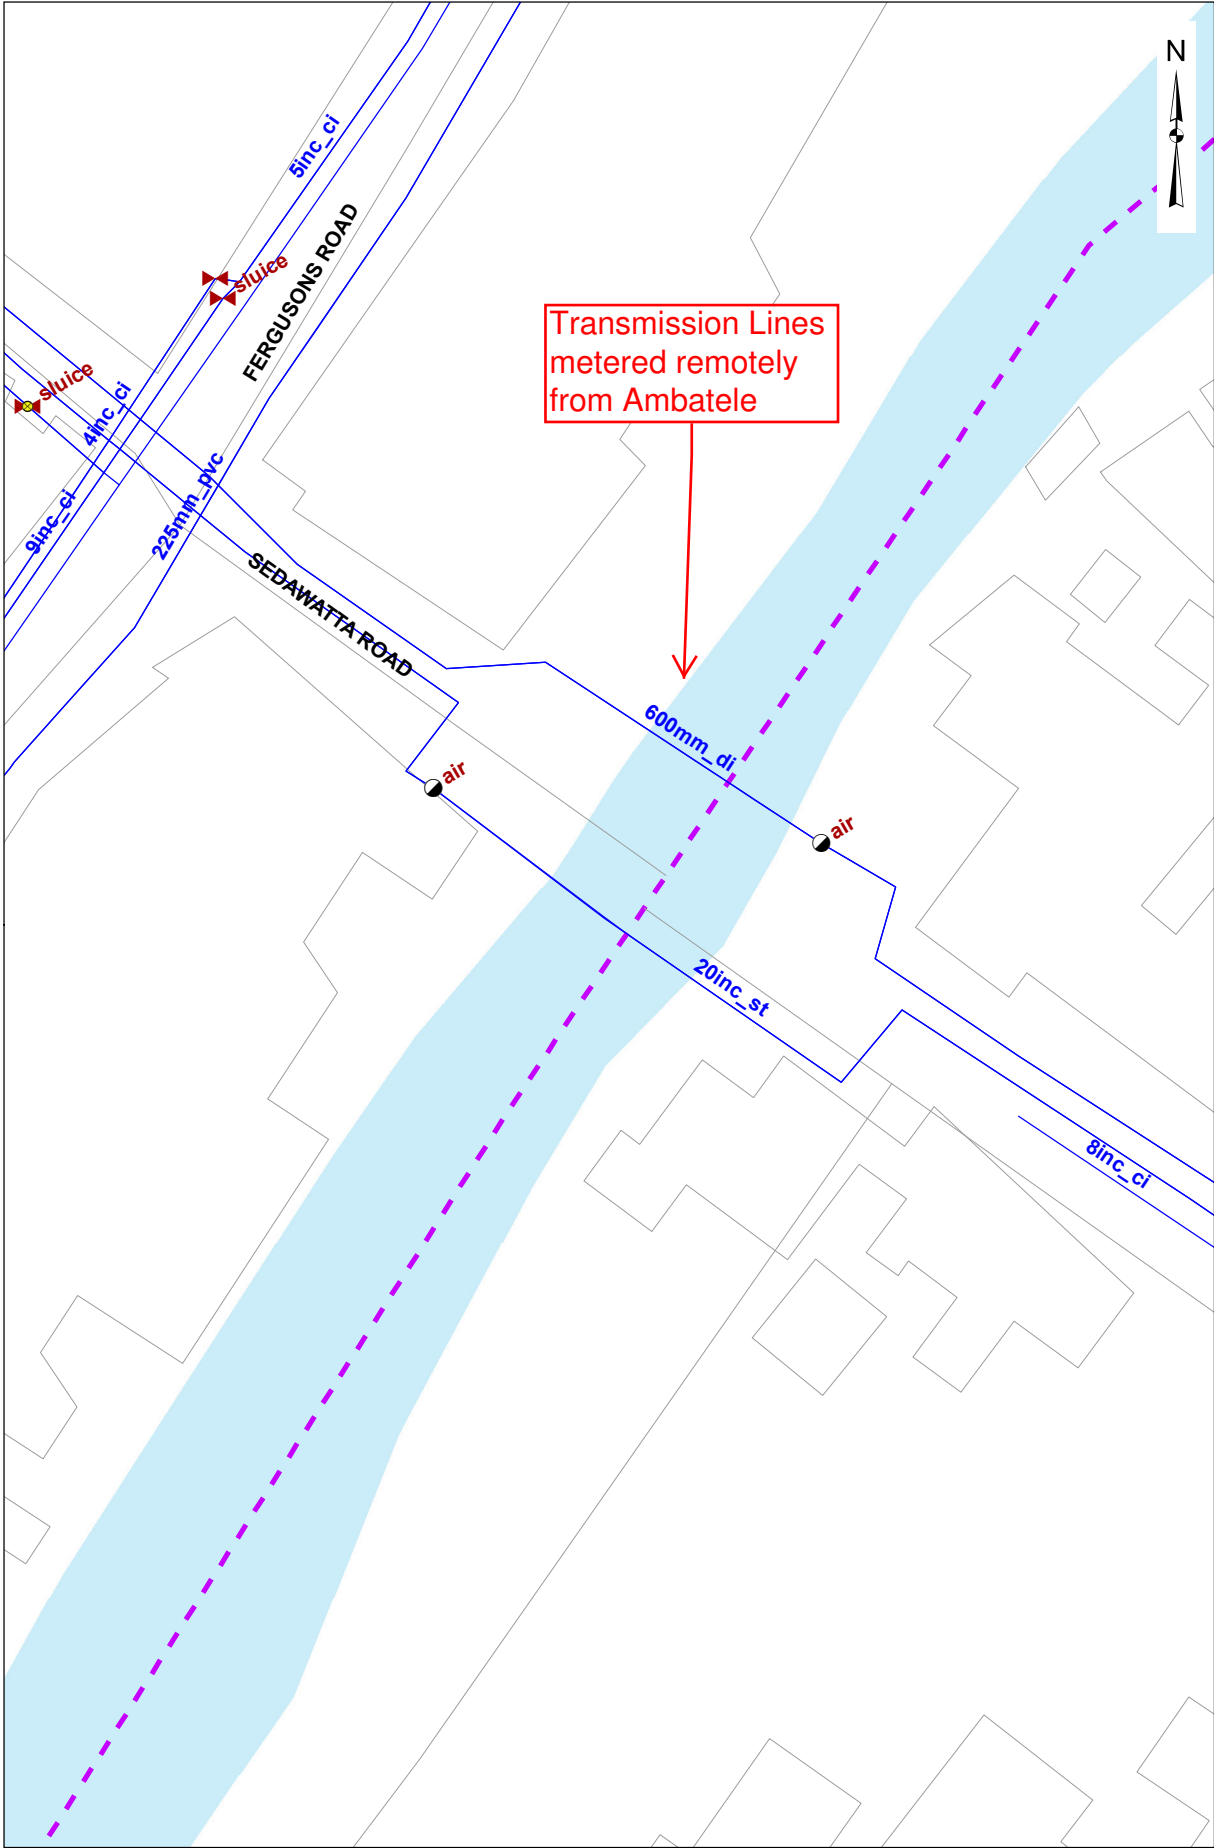 N
5inc_ci
FERGUSONS ROAD
sluice
sluice
Transmission Lines
metered remotely
from Ambatele
4inc_ci
9inc_ci
225mm_pvc
SEDAWATTA ROAD
600mm_di
air
air
20inc_st
8inc_ci